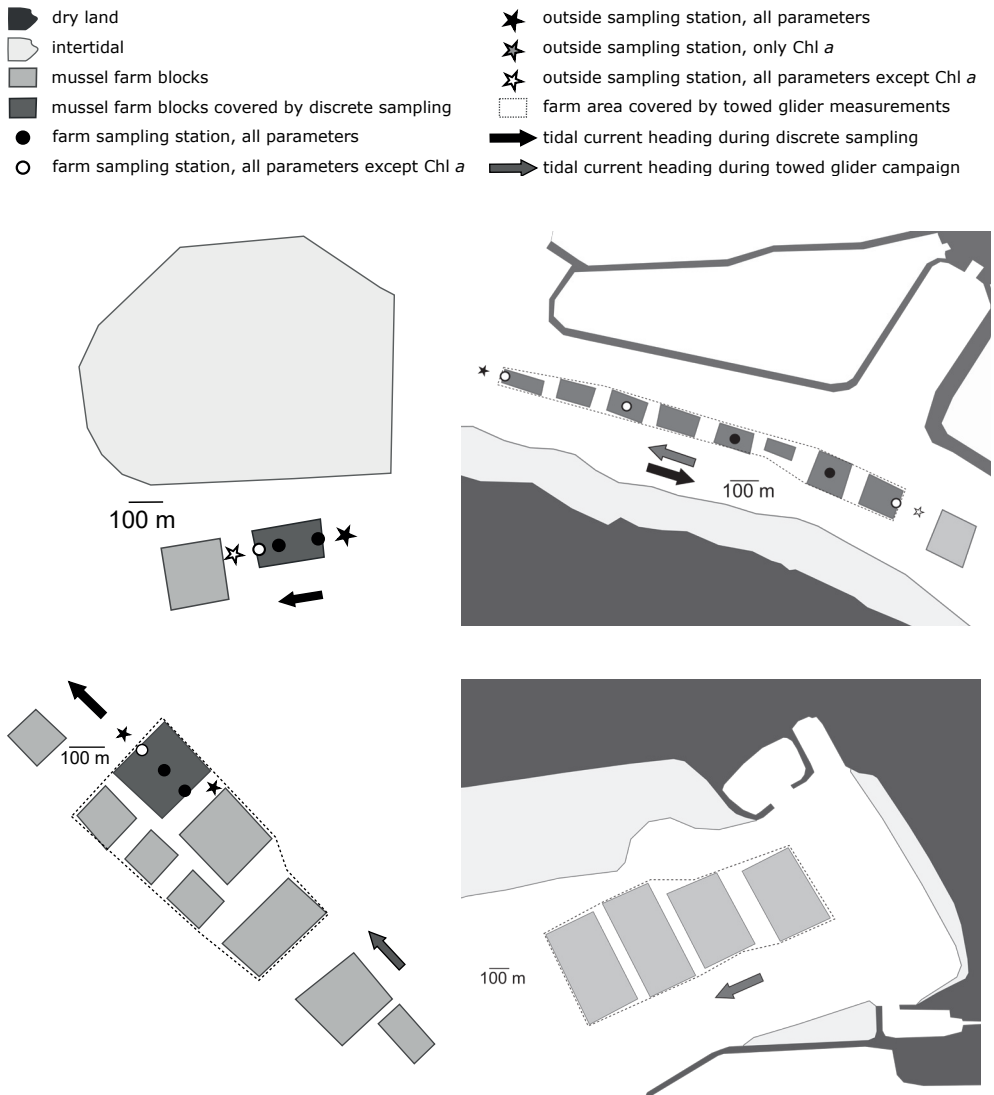 dry land
intertidal
mussel farm blocks
mussel farm blocks covered by discrete sampling
farm sampling station, all parameters
farm sampling station, all parameters except Chl a
outside sampling station, all parameters
outside sampling station, only Chl a
outside sampling station, all parameters except Chl a
farm area covered by towed glider measurements
tidal current heading during discrete sampling
tidal current heading during towed glider campaign
100 m
100 m
100 m
100 m